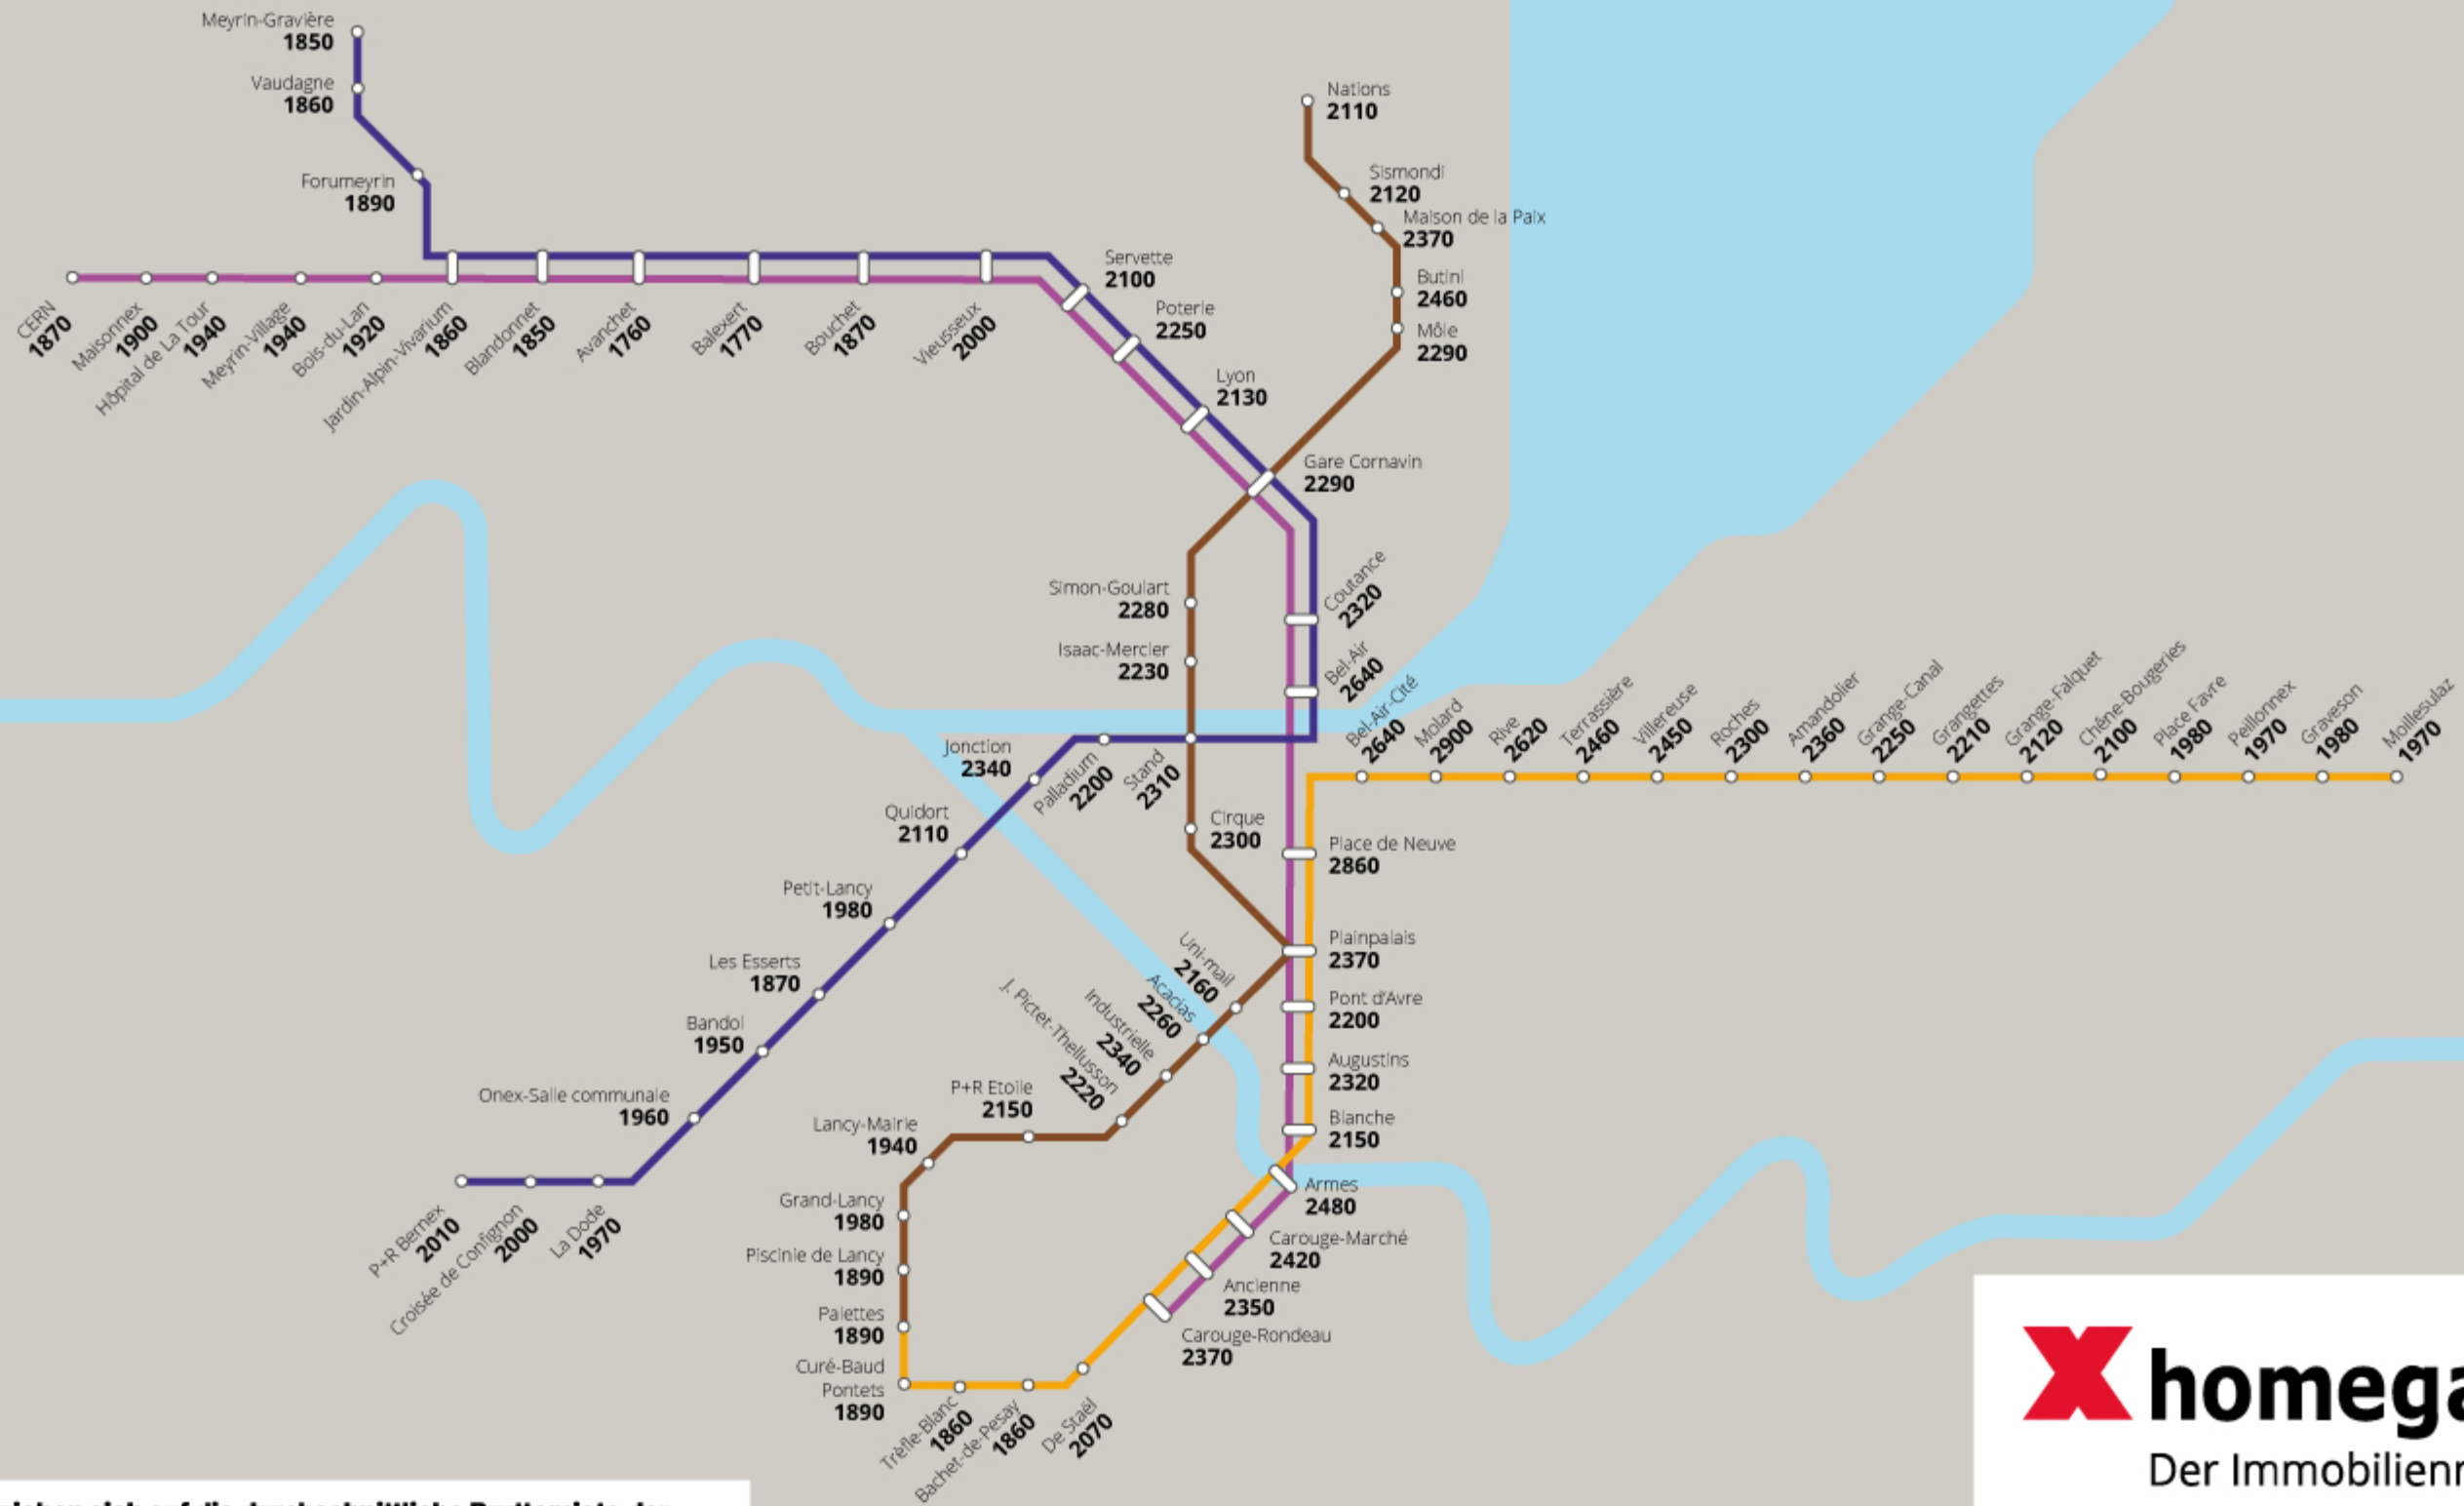 Meyrin-Gravière
1850
Vaudagne
1860
Forumeyrin
1890
CERN
1870
Maisonnex
1900
Hôpital de La Tour
1940
Meyrin-Village
1940
Bois-du-Lan
1920
Jardin-Alpin-Vivarium
1860
Blandonnet
1850
Avanchet
1760
Balexert
1770
Bouchet
1870
Vieusseux
2000
Servette
2100
Poterie
2250
Lyon
2130
Gare Cornavin
2290
Nations
2110
Sismondi
2120
Maison de la Paix
2370
Butini
2460
Môle
2290
Simon-Goulart
2280
Isaac-Mercier
2230
Coutance
2320
Bel-Air
2640
Bel-Air-Cité
2640
Molard
2900
Rive
2620
Terrassière
2460
Villereuse
2450
Roches
2300
Amandolier
2360
Grange-Canal
2250
Grangettes
2210
Grange-Falquet
2120
Chêne-Bougeries
2100
Place Favre
1980
Peillonnex
1970
Graveson
1980
Moillesulaz
1970
Jonction
2340
Palladium
2200
Stand
2310
Quidort
2110
Cirque
2300
Place de Neuve
2860
Petit-Lancy
1980
Plainpalais
2370
Les Esserts
1870
Uni-mail
2160
Acacias
2260
Industrielle
2340
J. Pictet-Thellusson
2220
Pont d'Avre
2200
Bandol
1950
Augustins
2320
P+R Etoile
2150
Onex-Salle communale
1960
Lancy-Mairie
1940
Blanche
2150
P+R Bernex
2010
Croisée de Confignon
2000
La Dode
1970
Armes
2480
Grand-Lancy
1980
Carouge-Marché
2420
Piscinie de Lancy
1890
Ancienne
2350
Palettes
1890
Carouge-Rondeau
2370
Curé-Baud
Pontets
1890
Trèfle-Blanc
1860
Bachet-de-Pesay
1860
De Staël
2070
X homega
Der Immobilienm